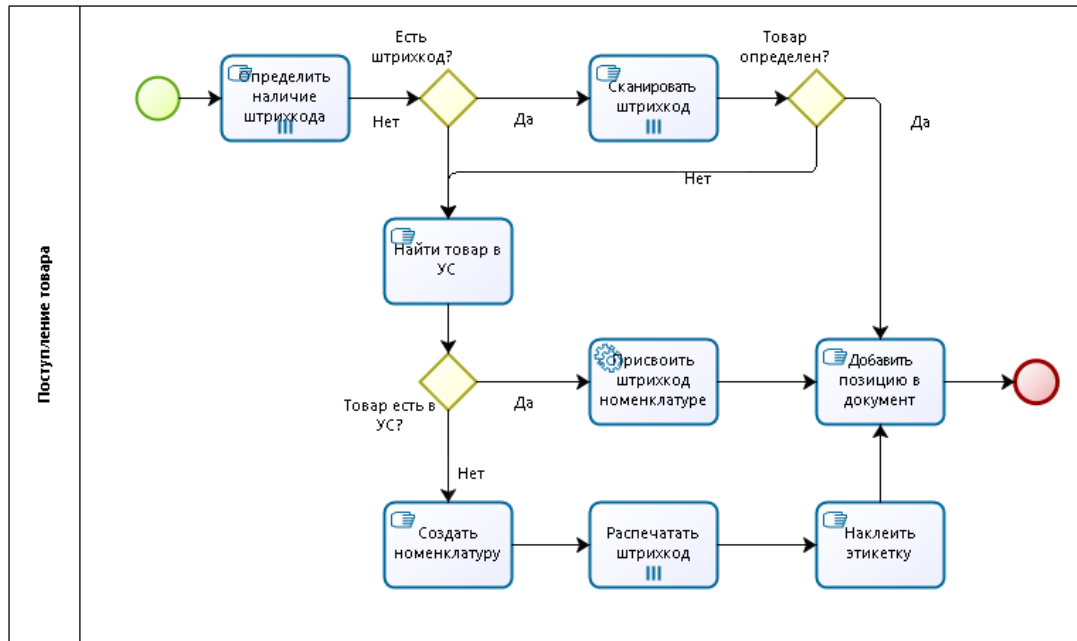 Поступление товара
Есть
штрихкод?
Товар
определен?
Определить
наличие
штрихкода
Нет
Да
Сканировать
штрихкод
Да
Нет
Найти товар в
УС
Товар есть в
УС?
Да
Присвоить
штрихкод
номенклатуре
Добавить
позицию в
документ
Нет
Создать
номенклатуру
Распечатать
штрихкод
Наклеить
этикетку